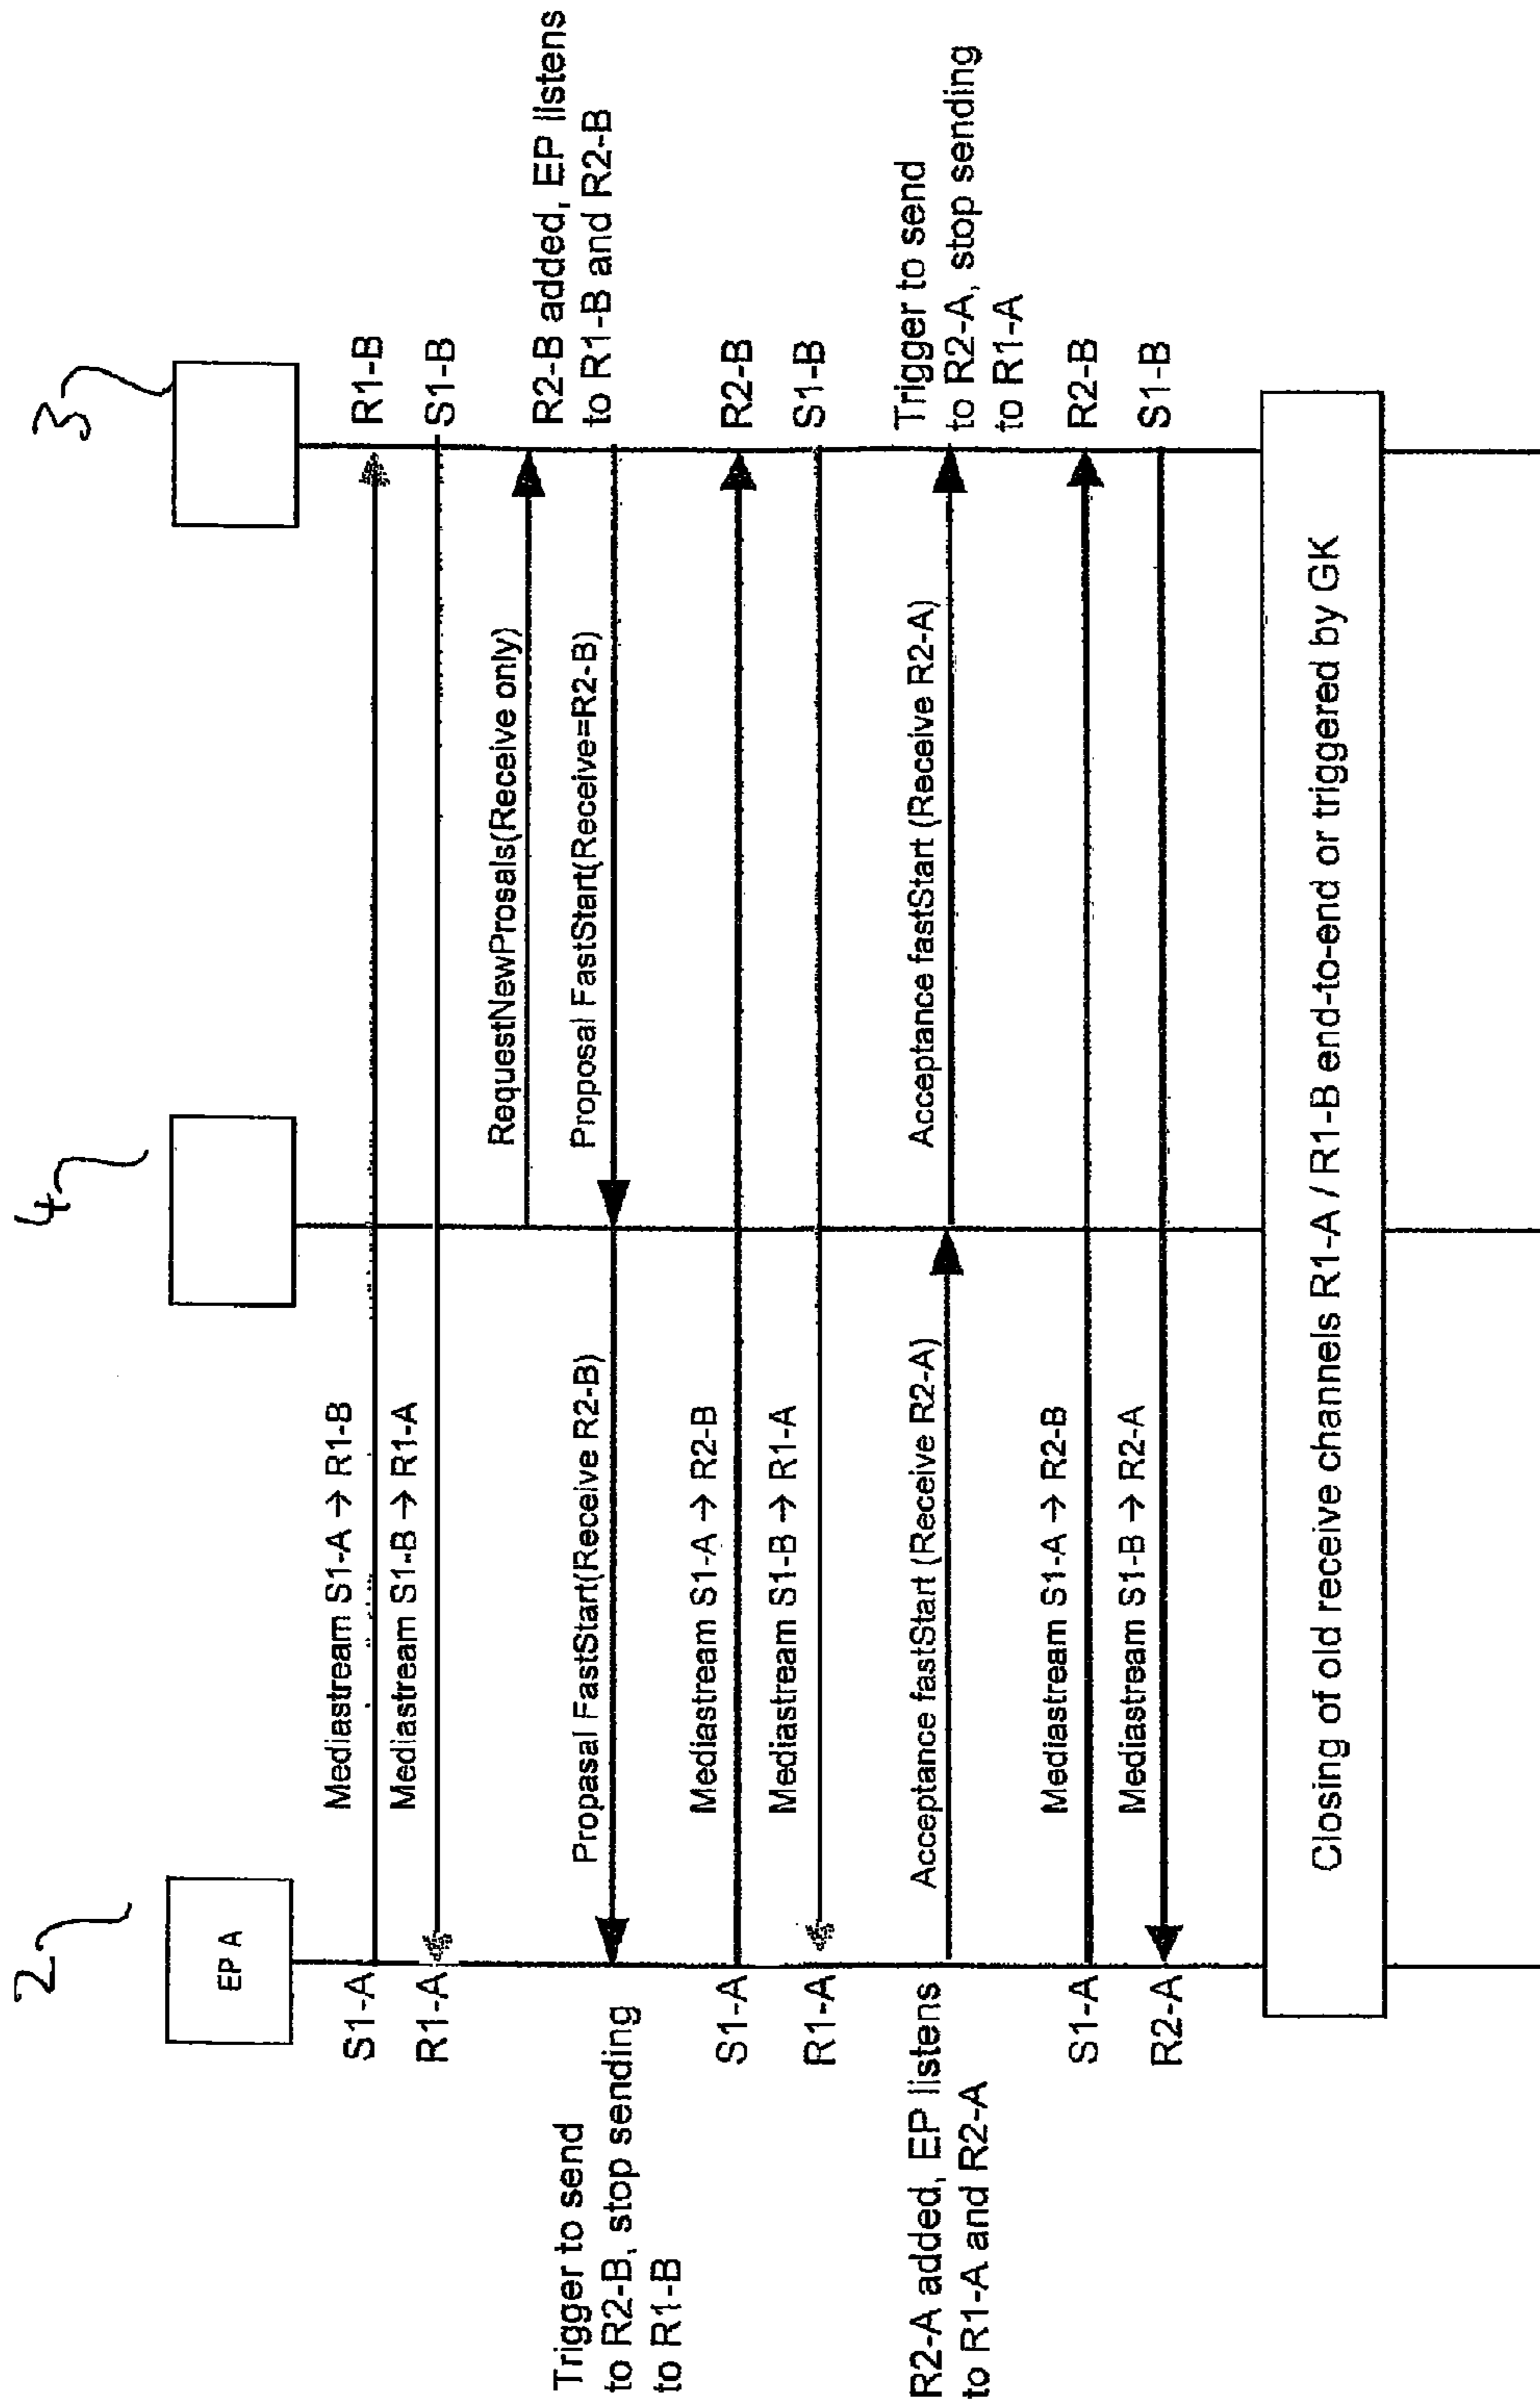 2
4
3
EP A
S1-A
Mediastream S1-A → R1-B
R1-B
R1-A
Mediastream S1-B → R1-A
S1-B
RequestNewProsals(Receive only)
R2-B added, EP listens
to R1-B and R2-B
Trigger to send
to R2-B, stop sending
to R1-B
Propasal FastStart(Receive R2-B)
Proposal FastStart(Receive=R2-B)
S1-A
Mediastream S1-A → R2-B
R2-B
R1-A
Mediastream S1-B → R1-A
S1-B
R2-A added, EP listens
to R1-A and R2-A
Acceptance fastStart (Receive R2-A)
Acceptance fastStart (Receive R2-A)
Trigger to send
to R2-A, stop sending
to R1-A
S1-A
Mediastream S1-A → R2-B
R2-B
R2-A
Mediastream S1-B → R2-A
S1-B
Closing of old receive channels R1-A / R1-B end-to-end or triggered by GK